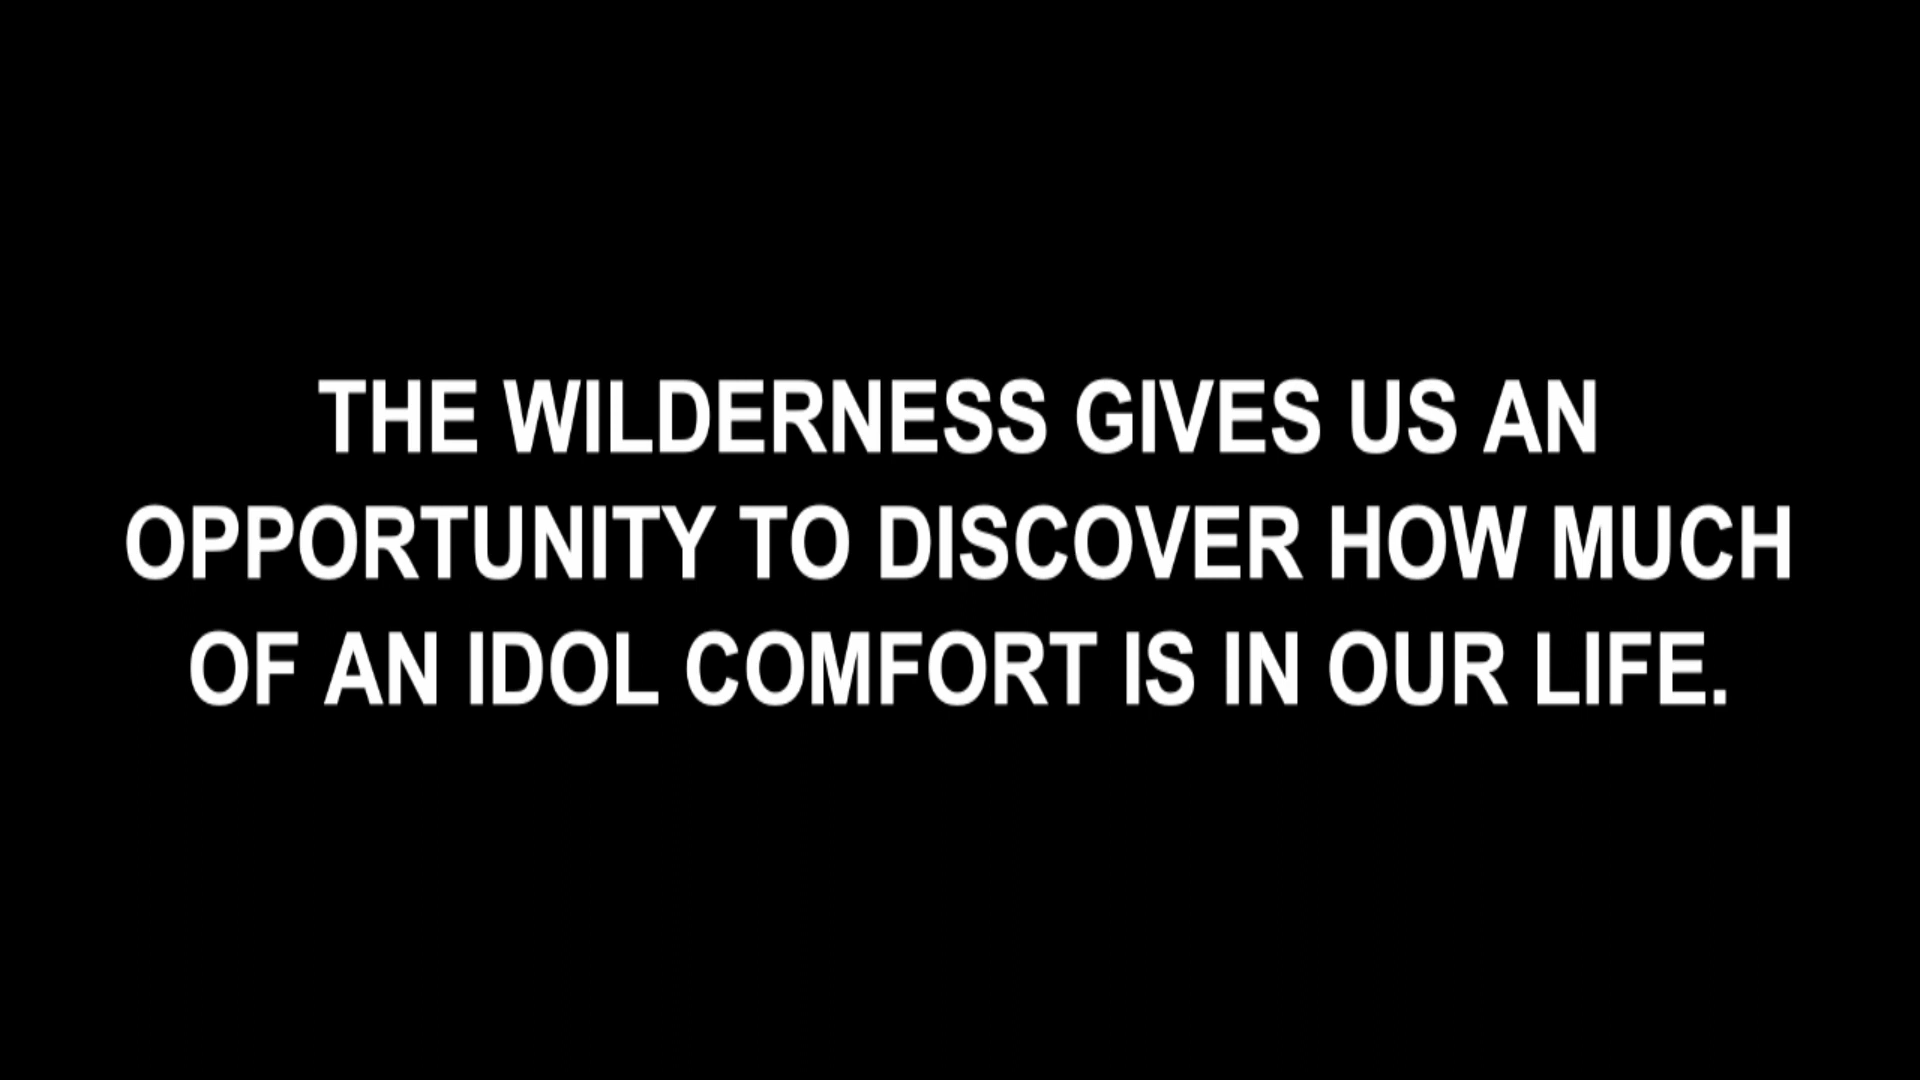 THE WILDERNESS GIVES US AN
OPPORTUNITY TO DISCOVER HOW MUCH
OF AN IDOL COMFORT IS IN OUR LIFE.